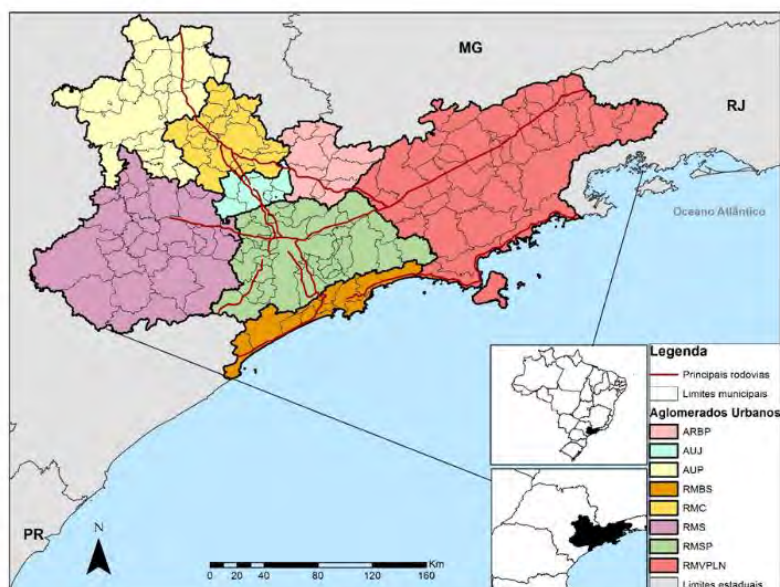 MG
RJ
Oceano Atlântico
PR
N
Km
0 20 40 80 120 160
Legenda
Principais rodovias
Limites municipais
Aglomerados Urbanos
ARBP
AUJ
AUP
RMBS
RMC
RMS
RMSP
RMVPLN
Limites estaduais